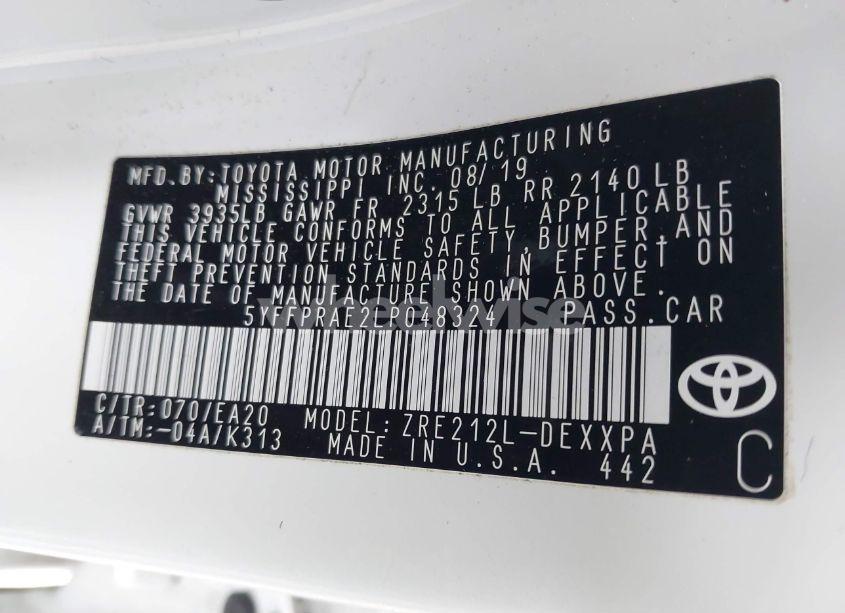 MFD. BY: TOYOTA MOTOR MANUFACTURING
MISSISSIPPI INC. 08/19
GVWR 3935LB GAWR FR 2315 LB RR 2140 LB
THIS VEHICLE CONFORMS TO ALL APPLICABLE
FEDERAL MOTOR VEHICLE SAFETY, BUMPER, AND
THEFT PREVENTION STANDARDS IN EFFECT ON
THE DATE OF MANUFACTURE SHOWN ABOVE.
5YFFPRAE2LP048324 PASS. CAR
C/TR: 070/EA20 MODEL: ZRE212L-DEXXPA
A/TM: -04A/K313 MADE IN U.S.A. 442
C